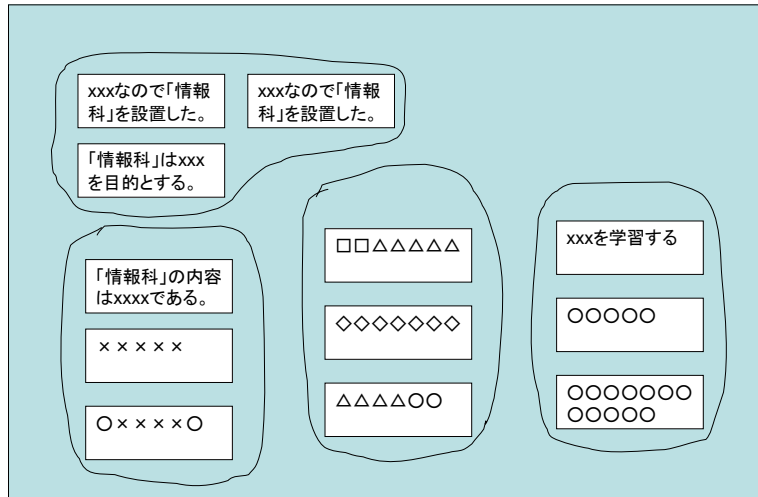 xxxなので「情報
科」を設置した。
xxxなので「情報
科」を設置した。
「情報科」はxxx
を目的とする。
「情報科」の内容
はxxxxである。
×××××
○××××○
□□△△△△△
◇◇◇◇◇◇◇
△△△△○○
xxxを学習する
○○○○○
○○○○○○○
○○○○○